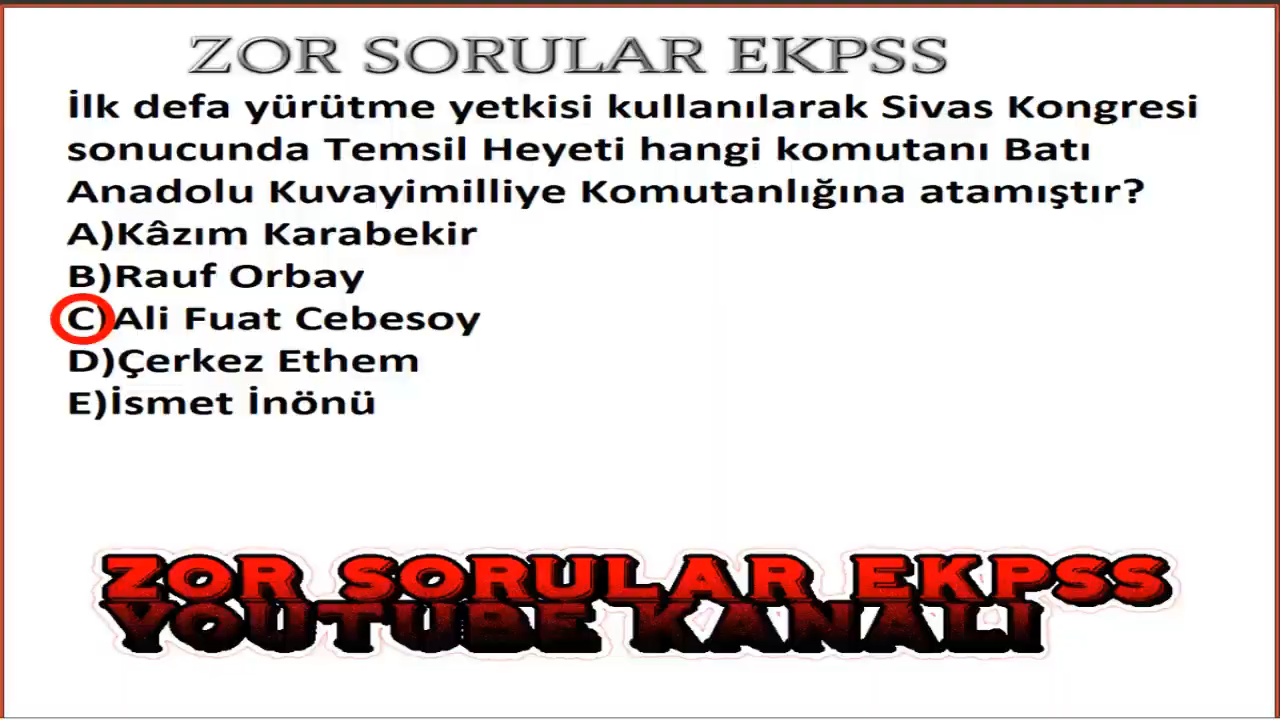 ZOR SORULAR EKPSS
İlk defa yürütme yetkisi kullanılarak Sivas Kongresi
sonucunda Temsil Heyeti hangi komutanı Batı
Anadolu Kuvayimilliye Komutanlığına atamıştır?
A)Kâzım Karabekir
B)Rauf Orbay
C)Ali Fuat Cebesoy
D)Çerkez Ethem
E)İsmet İnönü
ZOR SORULAR EKPSS
YOUTUBE KANALI